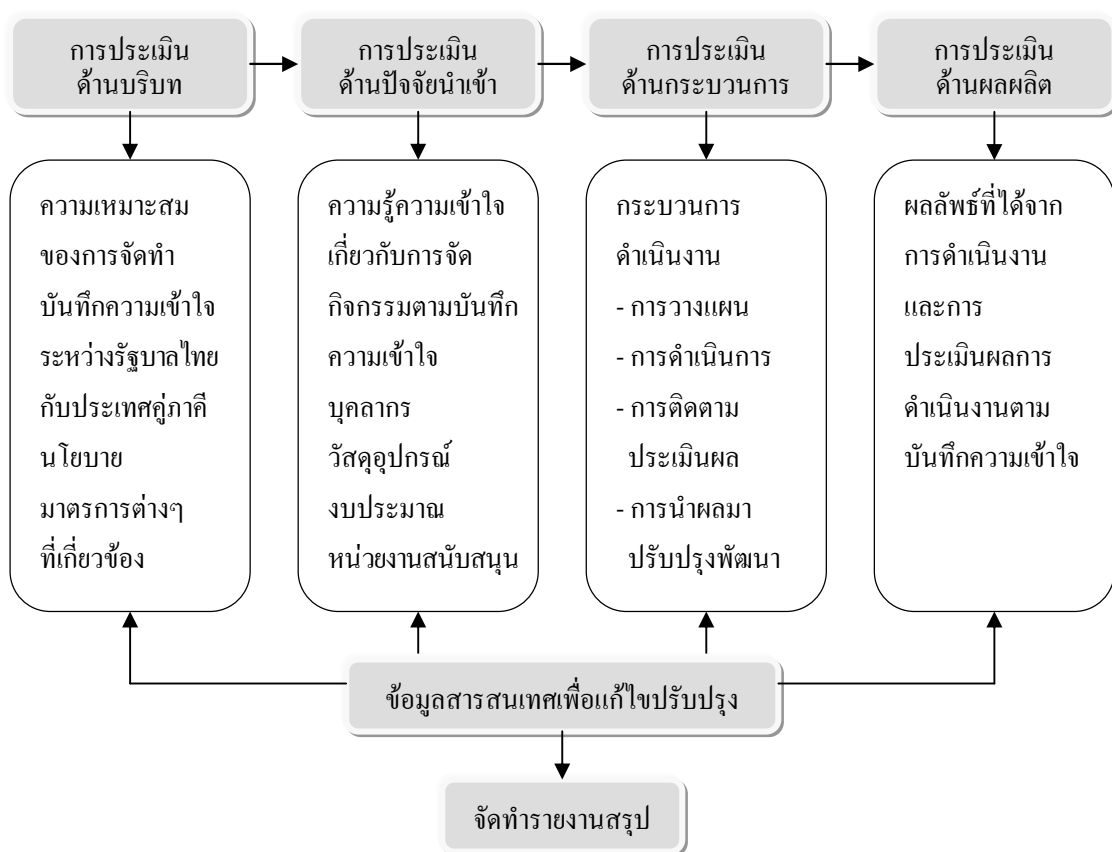 การประเมิน
ด้านบริบท
การประเมิน
ด้านปัจจัยนำเข้า
การประเมิน
ด้านกระบวนการ
การประเมิน
ด้านผลผลิต
ความเหมาะสม
ของการจัดทำ
บันทึกความเข้าใจ
ระหว่างรัฐบาลไทย
กับประเทศคู่ภาคี
นโยบาย
มาตรการต่างๆ
ที่เกี่ยวข้อง
ความรู้ความเข้าใจ
เกี่ยวกับการจัด
กิจกรรมตามบันทึก
ความเข้าใจ
บุคลากร
วัสดุอุปกรณ์
งบประมาณ
หน่วยงานสนับสนุน
กระบวนการ
ดำเนินงาน
- การวางแผน
- การดำเนินการ
- การติดตาม
ประเมินผล
- การนำผลมา
ปรับปรุงพัฒนา
ผลลัพธ์ที่ได้จาก
การดำเนินงาน
และการ
ประเมินผลการ
ดำเนินงานตาม
บันทึกความเข้าใจ
ข้อมูลสารสนเทศเพื่อแก้ไขปรับปรุง
จัดทำรายงานสรุป